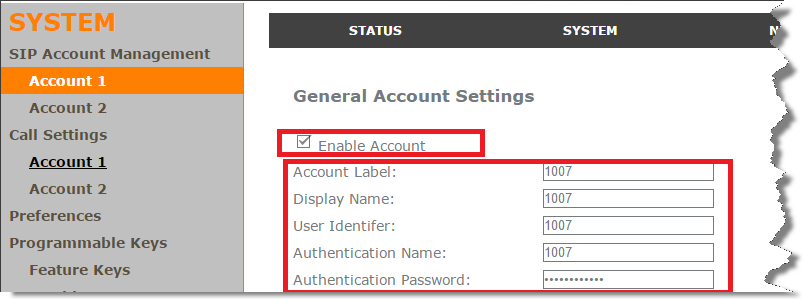 SYSTEM
SIP Account Management
Account 1
Account 2
Call Settings
Account 1
Account 2
Preferences
Programmable Keys
Feature Keys
STATUS SYSTEM
General Account Settings
Enable Account
Account Label: 1007
Display Name: 1007
User Identifer: 1007
Authentication Name: 1007
Authentication Password: ••••••••••••